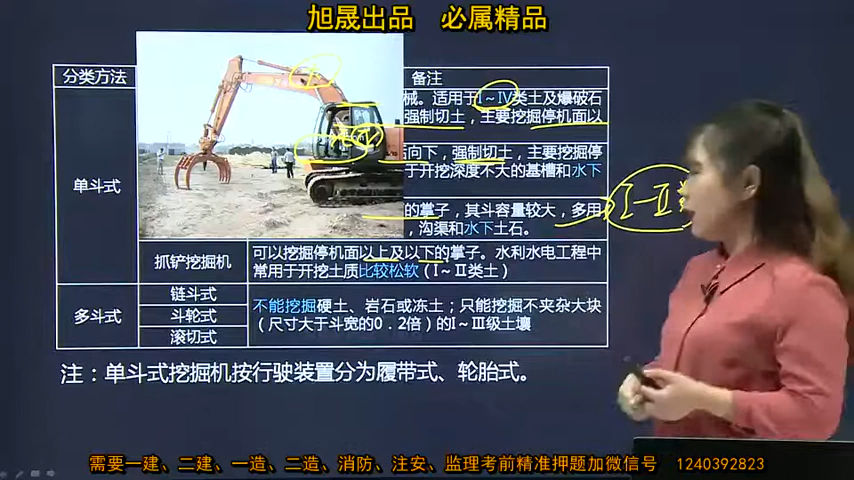 旭晟出品 必属精品
分类方法 备注
械。适用于Ⅰ~Ⅳ类土及爆破石
强制切土，主要挖掘停机面以
向下，强制切土，主要挖掘停
于开挖深度不大的基槽和水下
单斗式
的掌子，其斗容量较大，多用
，沟渠和水下土石。
Ⅰ-Ⅱ
抓铲挖掘机 可以挖掘停机面以上及以下的掌子。水利水电工程中
常用于开挖土质比较松软（Ⅰ~Ⅱ类土）
多斗式 链斗式
斗轮式
滚切式
不能挖掘硬土、岩石或冻土；只能挖掘不夹杂大块
（尺寸大于斗宽的0.2倍）的Ⅰ~Ⅲ级土壤
注：单斗式挖掘机按行驶装置分为履带式、轮胎式。
需要一建、二建、一造、二造、消防、注安、监理考前精准押题加微信号 1240392823